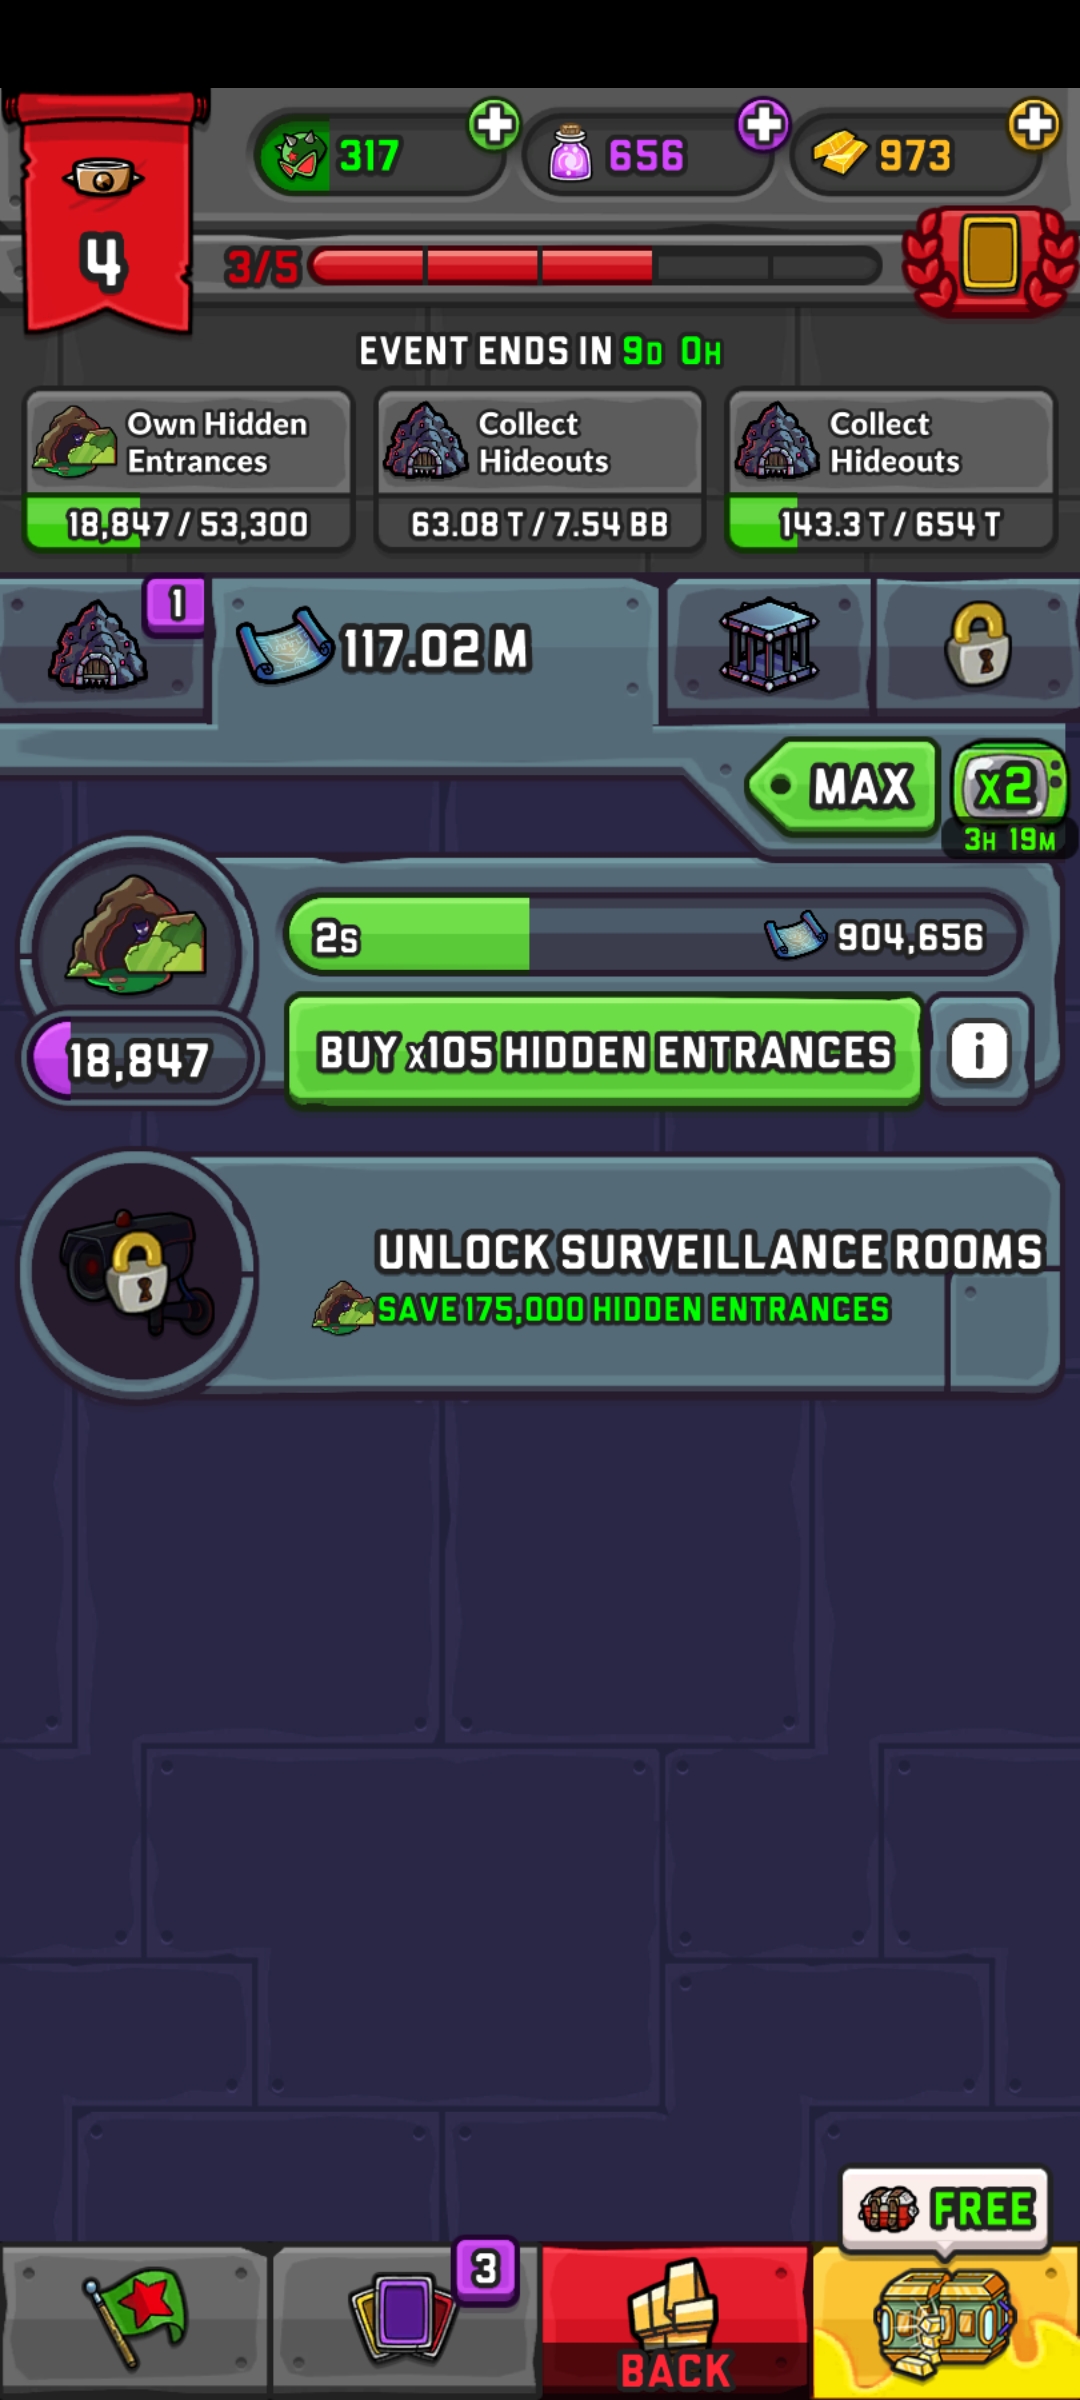 317
656
973
4
3/5
EVENT ENDS IN 9D 0H
Own Hidden
Entrances
18,847 / 53,300
Collect
Hideouts
63.08 T / 7.54 BB
Collect
Hideouts
143.3 T / 654 T
1
117.02 M
MAX
x2
3H 19M
2s
904,656
18,847
BUY x105 HIDDEN ENTRANCES
i
UNLOCK SURVEILLANCE ROOMS
SAVE 175,000 HIDDEN ENTRANCES
FREE
3
BACK